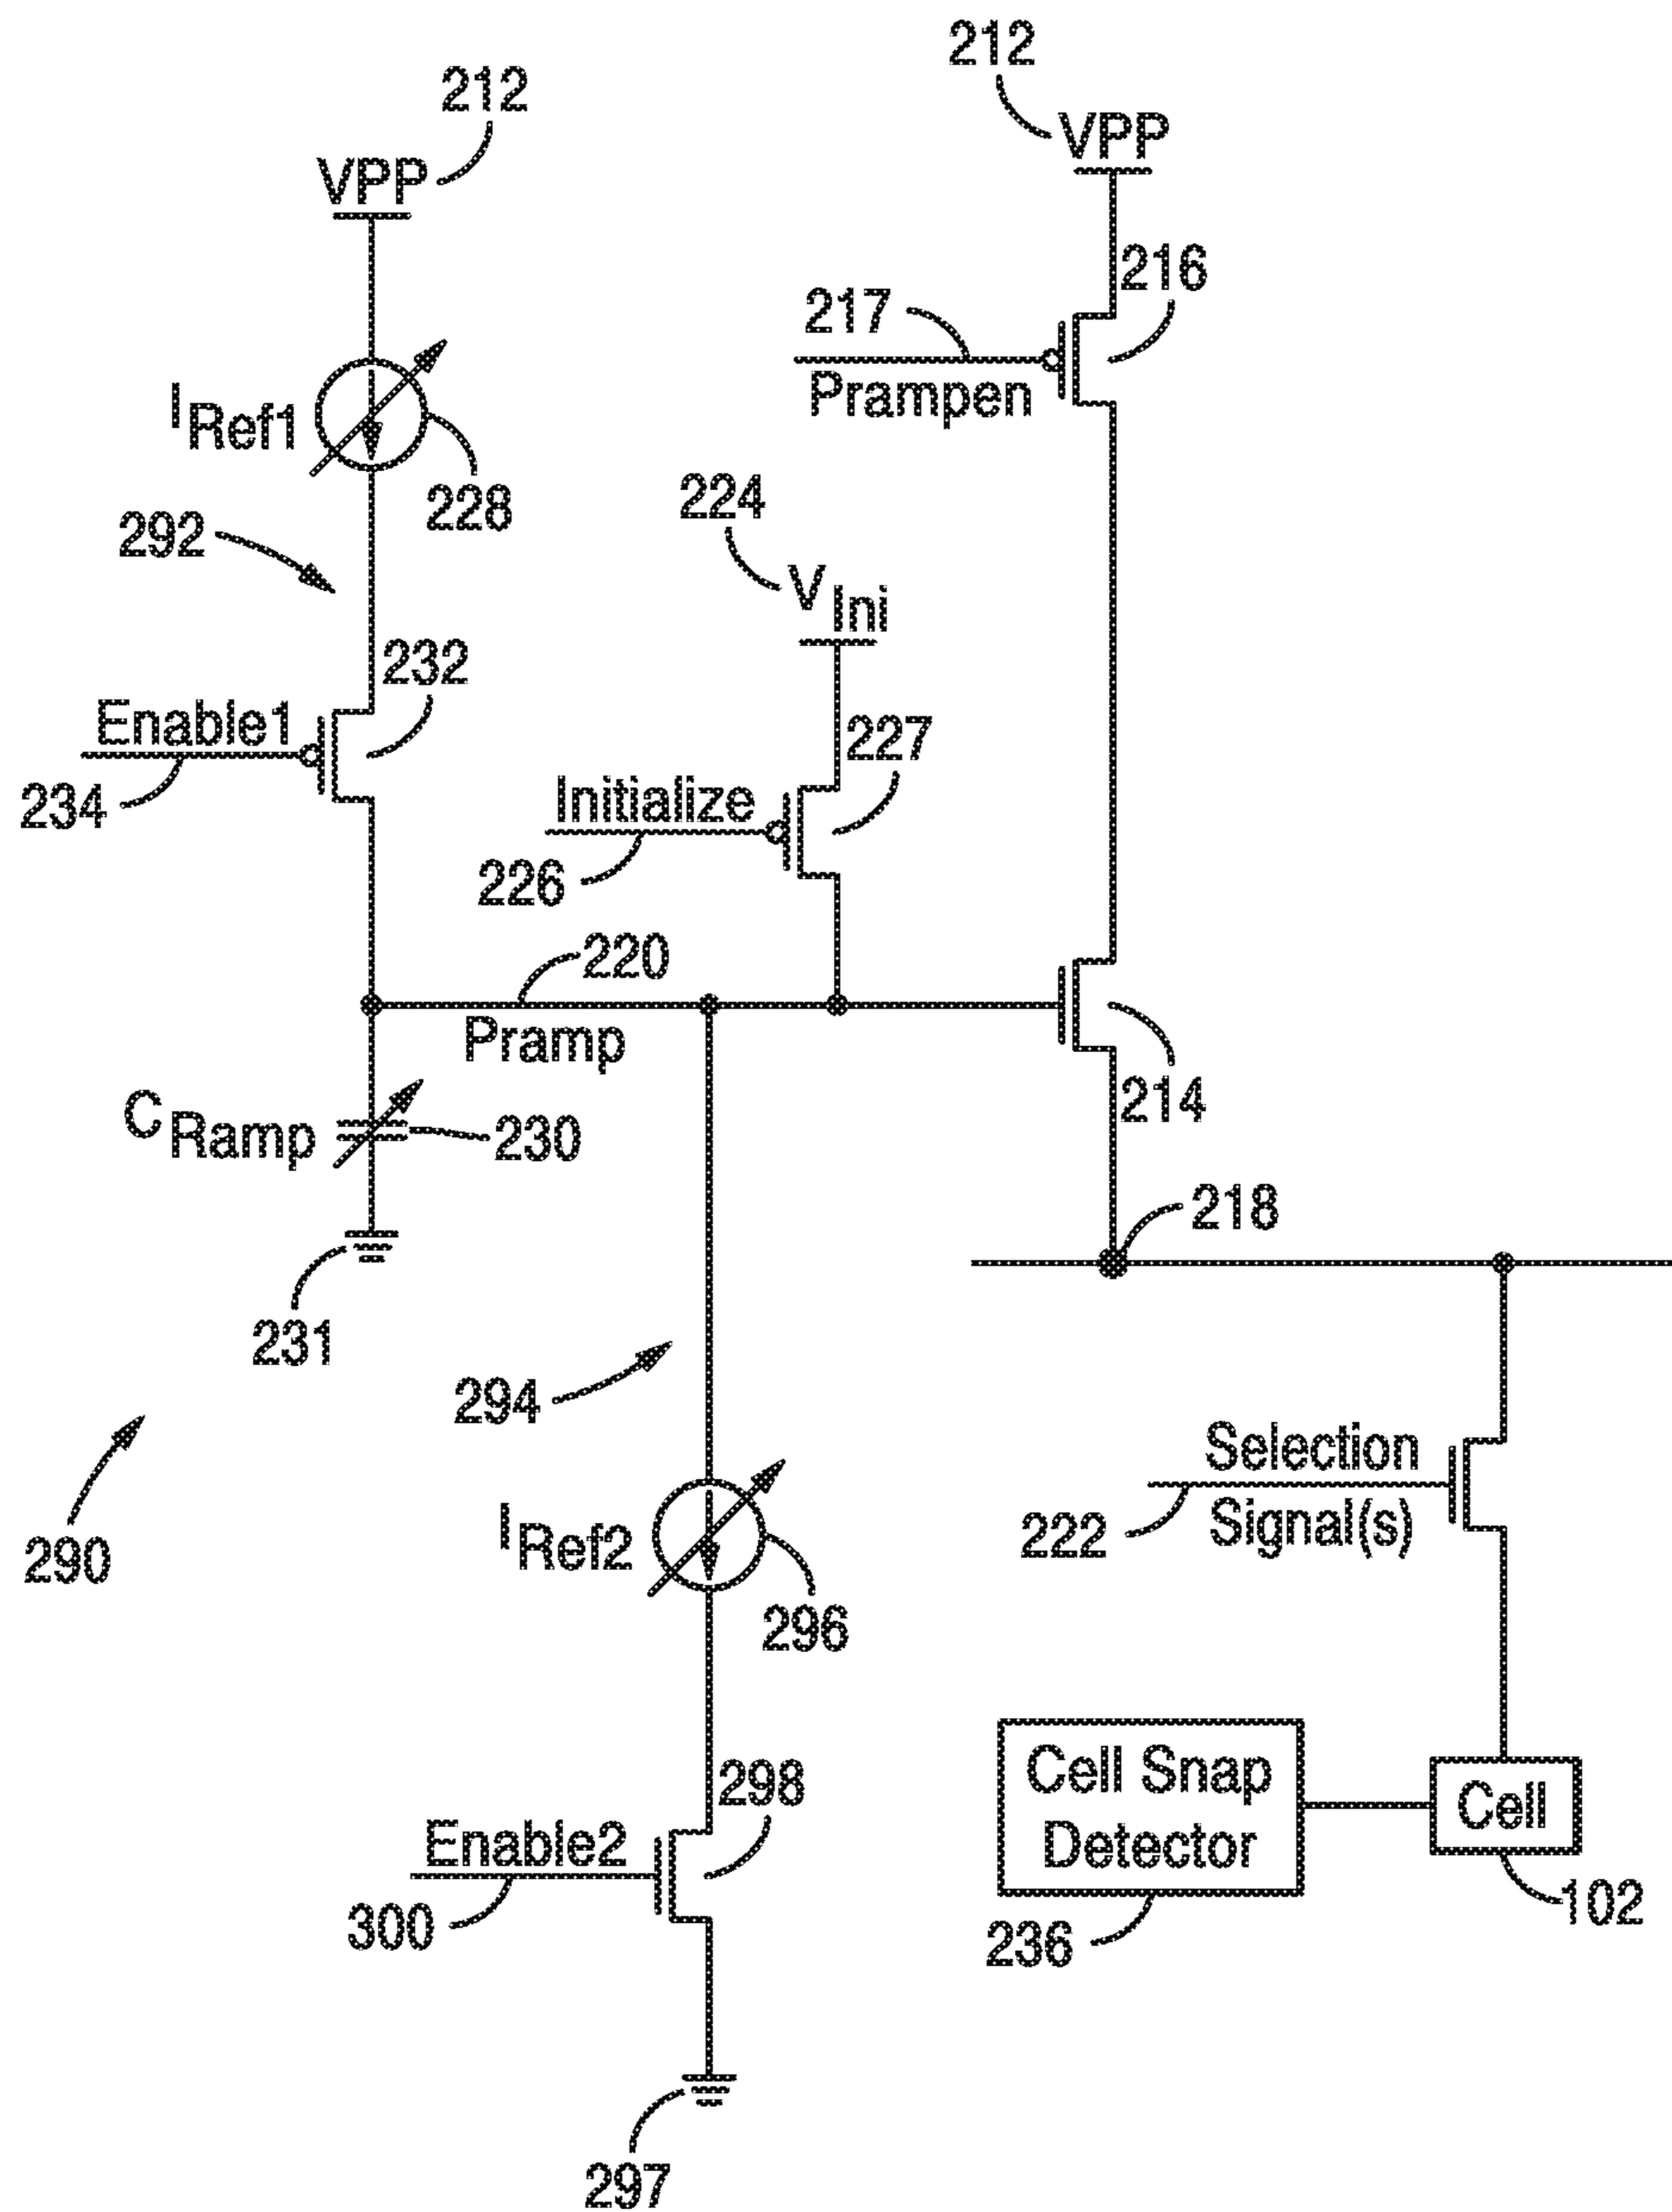 212
VPP
212
VPP
216
217
Prampen
IRef1
228
292
224
VIni
232
Enable1
234
227
Initialize
226
220
Pramp
214
CRamp
230
218
231
294
290
Selection
Signal(s)
222
IRef2
296
298
Enable2
300
Cell Snap
Detector
236
Cell
102
297